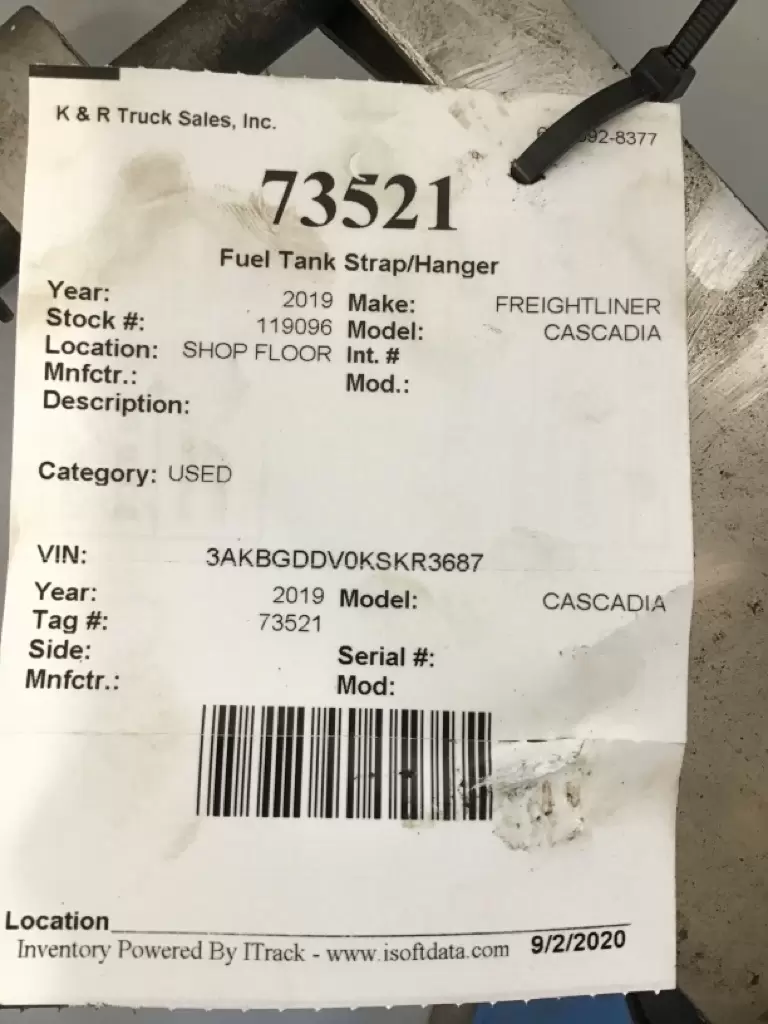 K & R Truck Sales, Inc.
92-8377
73521
Fuel Tank Strap/Hanger
Year: 2019 Make: FREIGHTLINER
Stock #: 119096 Model: CASCADIA
Location: SHOP FLOOR Int. #
Mnfctr.: Mod.:
Description:
Category: USED
VIN: 3AKBGDDV0KSKR3687
Year: 2019 Model: CASCADIA
Tag #: 73521
Side: Serial #:
Mnfctr.: Mod:
Location
Inventory Powered By ITrack - www.isoftdata.com 9/2/2020